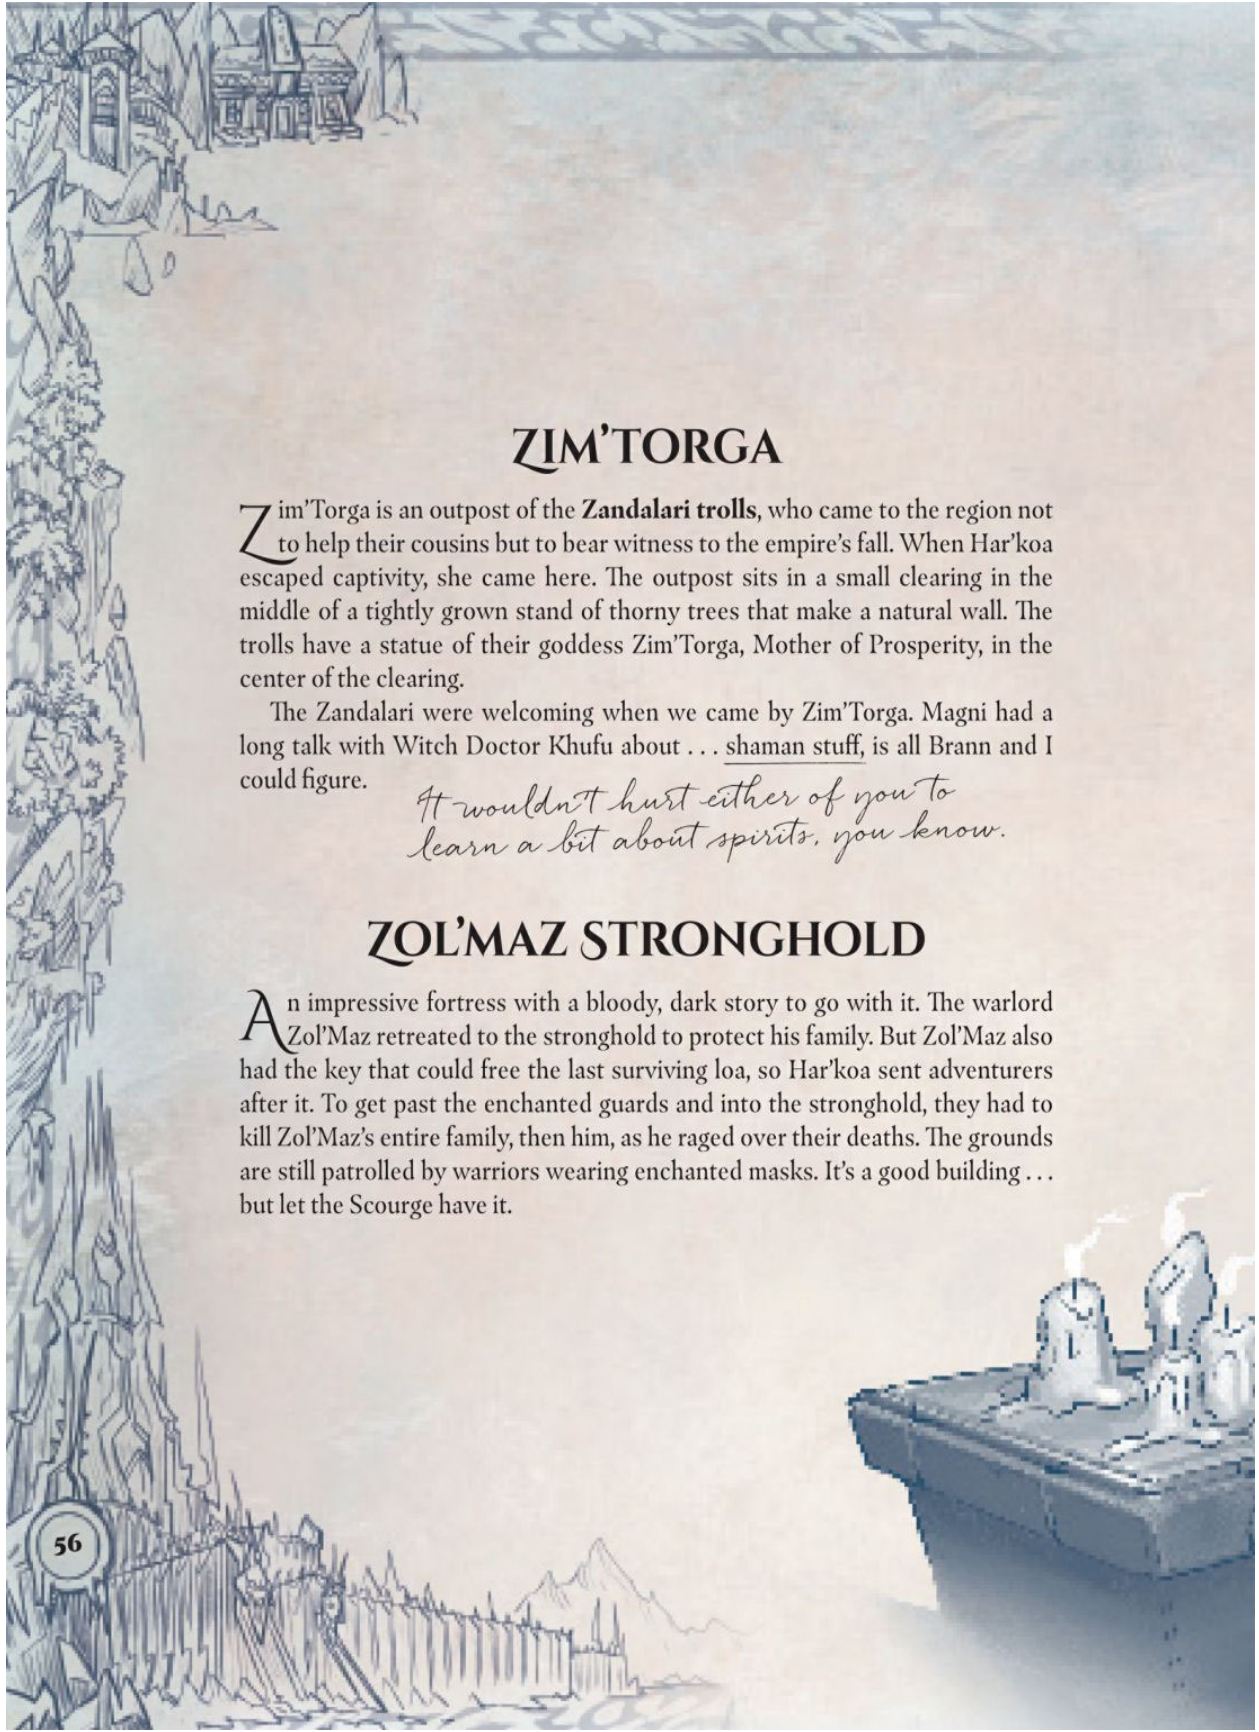 ZIM'TORGA
Zim'Torga is an outpost of the Zandalari trolls, who came to the region not
to help their cousins but to bear witness to the empire's fall. When Har'koa
escaped captivity, she came here. The outpost sits in a small clearing in the
middle of a tightly grown stand of thorny trees that make a natural wall. The
trolls have a statue of their goddess Zim'Torga, Mother of Prosperity, in the
center of the clearing.
The Zandalari were welcoming when we came by Zim'Torga. Magni had a
long talk with Witch Doctor Khufu about . . . shaman stuff, is all Brann and I
could figure.
It wouldn't hurt either of you to
learn a bit about spirits, you know.
ZOL'MAZ STRONGHOLD
An impressive fortress with a bloody, dark story to go with it. The warlord
Zol'Maz retreated to the stronghold to protect his family. But Zol'Maz also
had the key that could free the last surviving loa, so Har'koa sent adventurers
after it. To get past the enchanted guards and into the stronghold, they had to
kill Zol'Maz's entire family, then him, as he raged over their deaths. The grounds
are still patrolled by warriors wearing enchanted masks. It's a good building . . .
but let the Scourge have it.
56